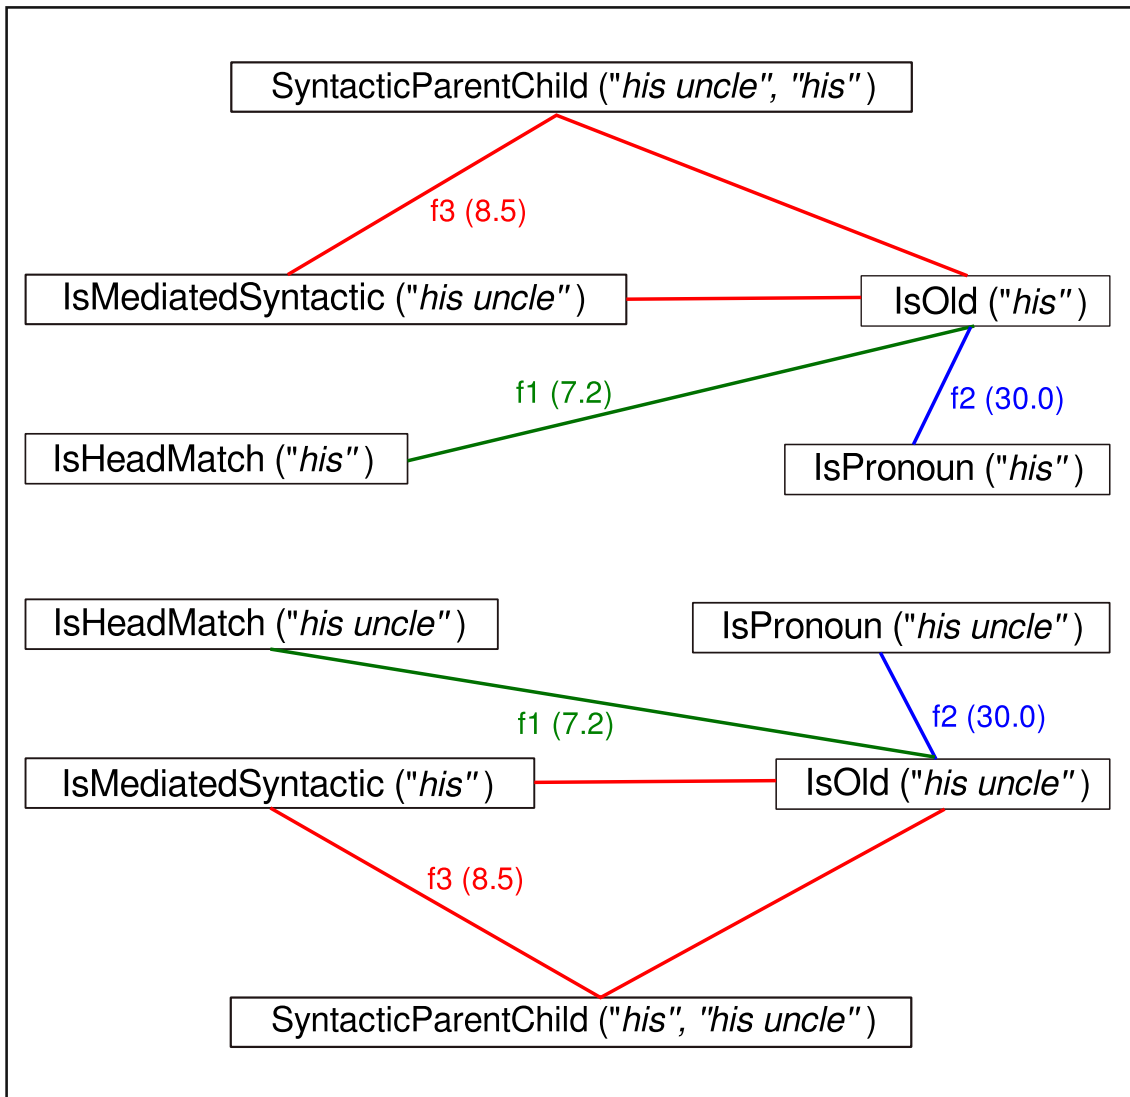 SyntacticParentChild ("his uncle", "his")
f3 (8.5)
IsMediatedSyntactic ("his uncle")
IsOld ("his")
f1 (7.2)
f2 (30.0)
IsHeadMatch ("his")
IsPronoun ("his")
IsHeadMatch ("his uncle")
IsPronoun ("his uncle")
f1 (7.2)
f2 (30.0)
IsMediatedSyntactic ("his")
IsOld ("his uncle")
f3 (8.5)
SyntacticParentChild ("his", "his uncle")